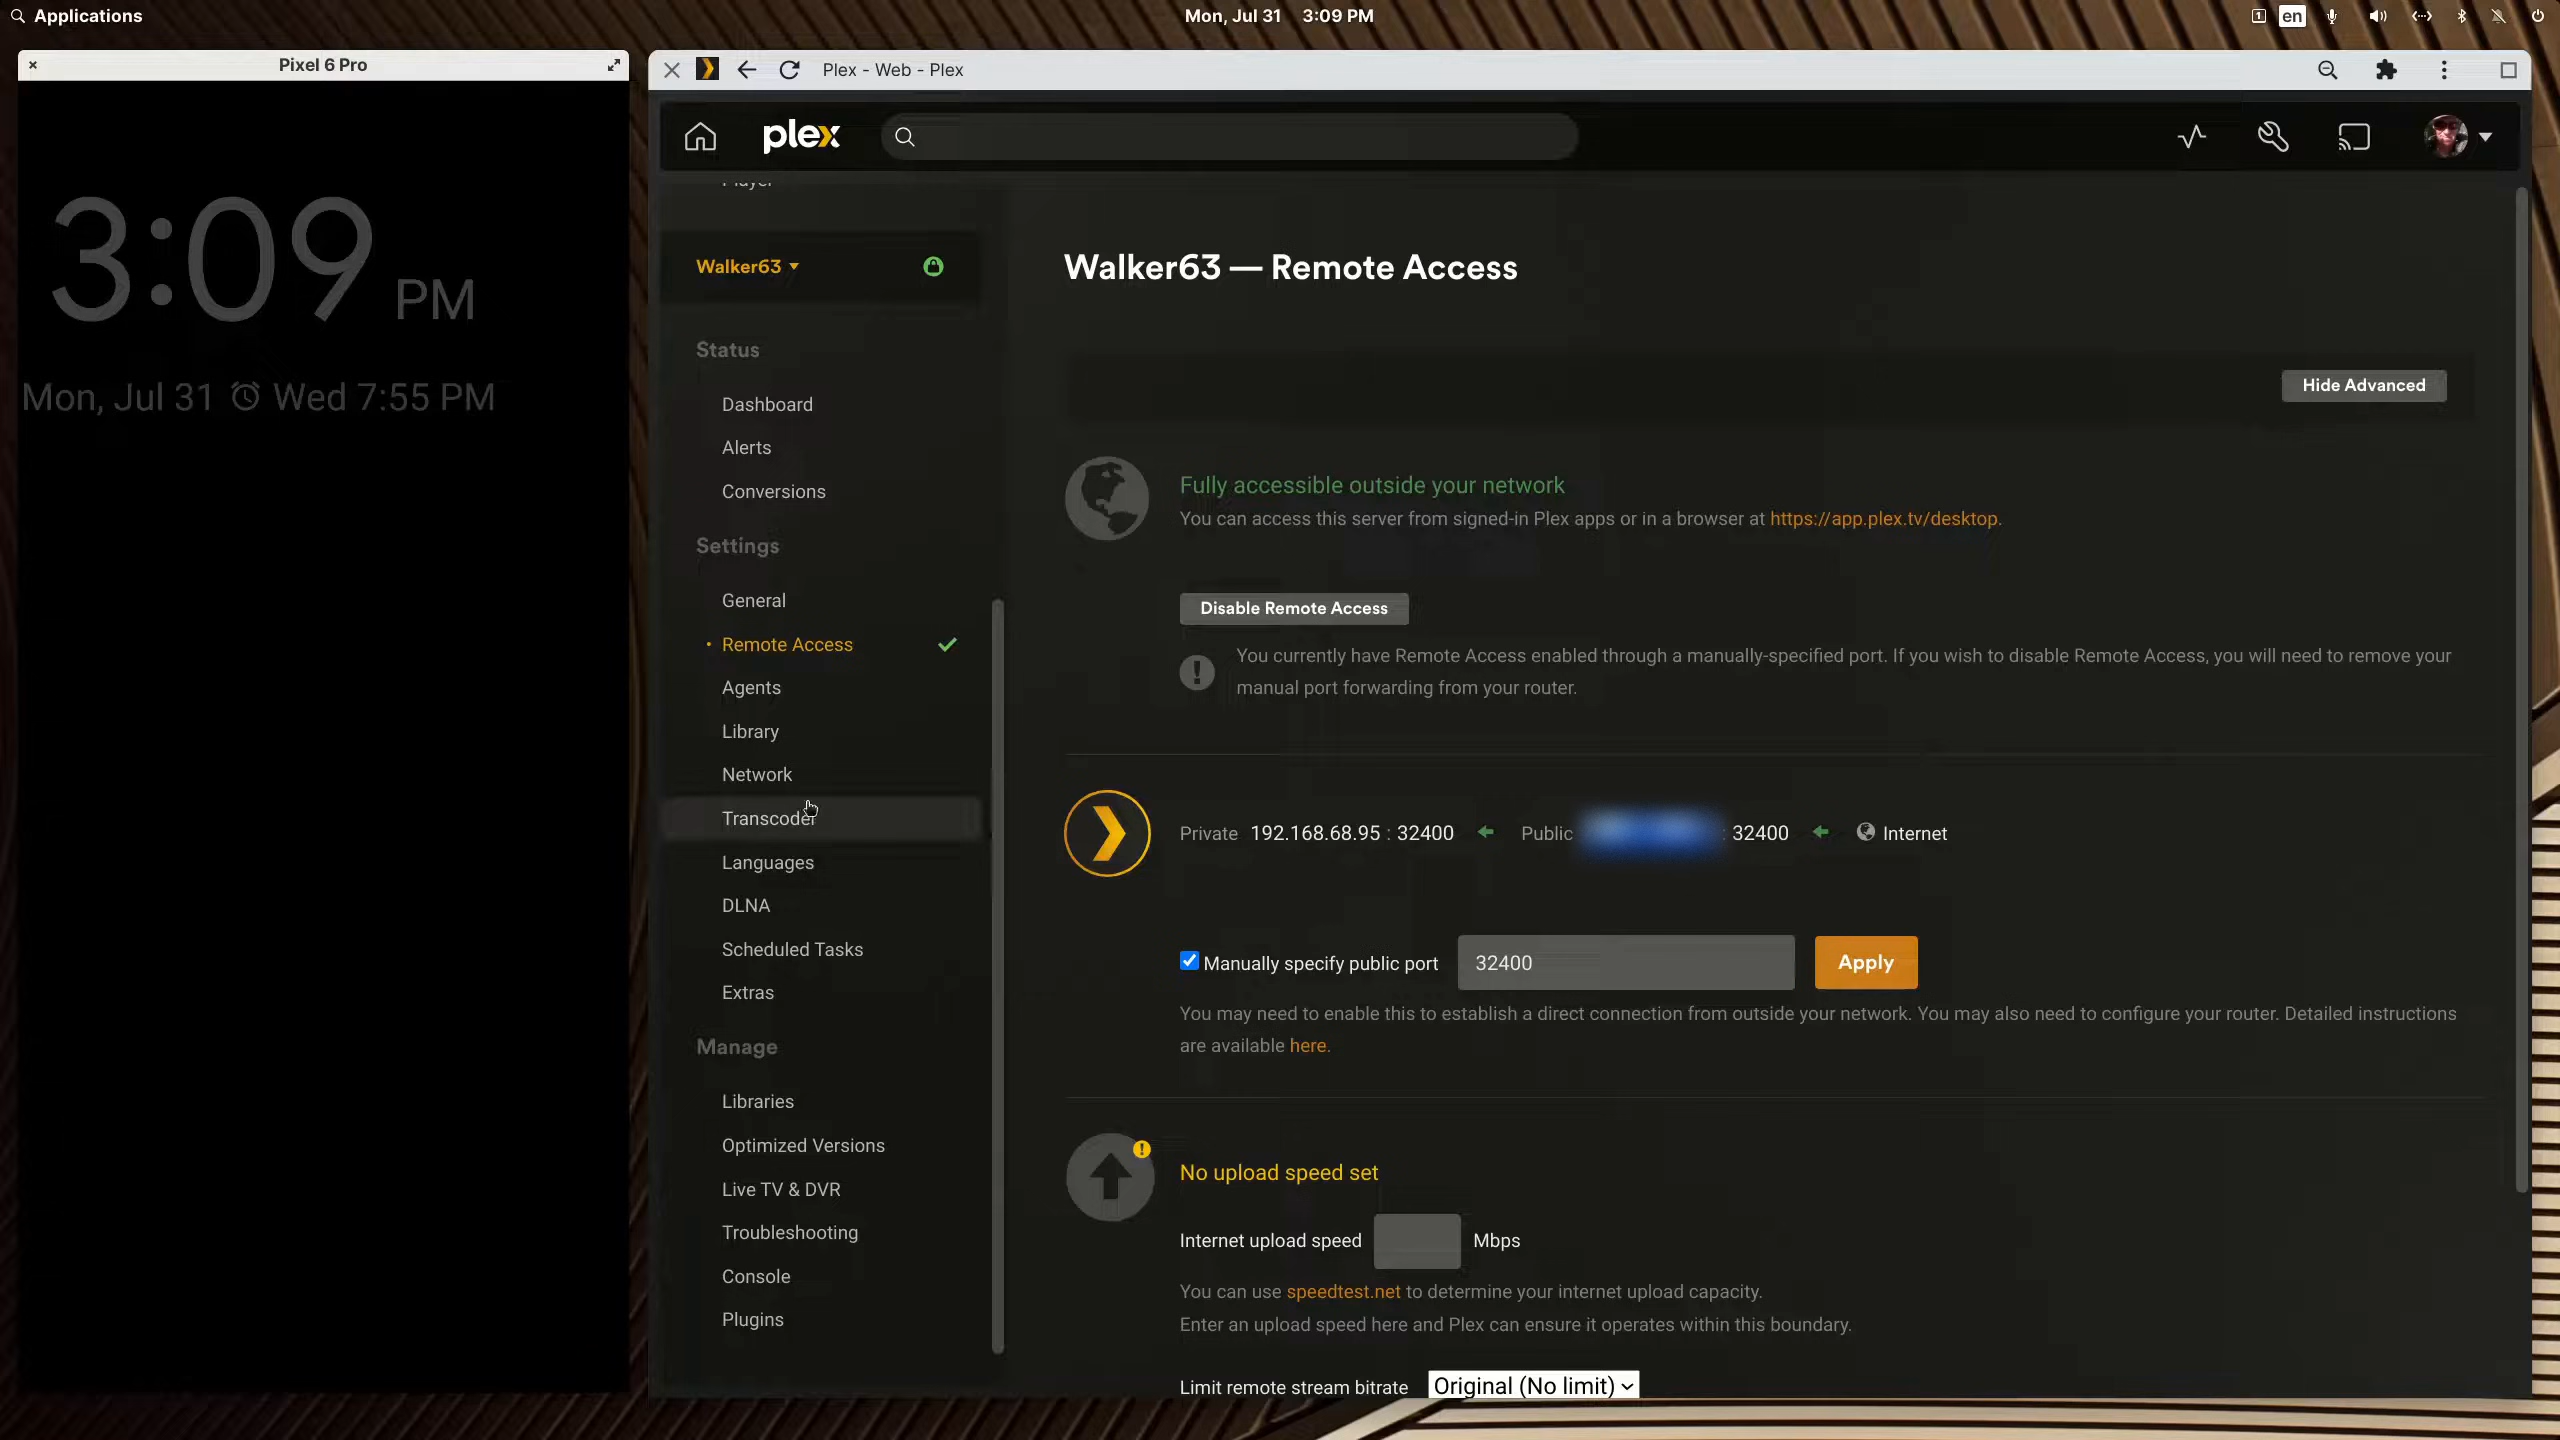 Applications
Mon, Jul 31 3:09 PM
en
Pixel 6 Pro
3:09 PM
Mon, Jul 31 Wed 7:55 PM
Plex - Web - Plex
plex
Player
Walker63
Status
Dashboard
Alerts
Conversions
Settings
General
Remote Access
Agents
Library
Network
Transcoder
Languages
DLNA
Scheduled Tasks
Extras
Manage
Libraries
Optimized Versions
Live TV & DVR
Troubleshooting
Console
Plugins
Walker63 — Remote Access
Hide Advanced
Fully accessible outside your network
You can access this server from signed-in Plex apps or in a browser at https://app.plex.tv/desktop.
Disable Remote Access
You currently have Remote Access enabled through a manually-specified port. If you wish to disable Remote Access, you will need to remove your
manual port forwarding from your router.
Private 192.168.68.95 : 32400 Public : 32400 Internet
Manually specify public port 32400 Apply
You may need to enable this to establish a direct connection from outside your network. You may also need to configure your router. Detailed instructions
are available here.
No upload speed set
Internet upload speed Mbps
You can use speedtest.net to determine your internet upload capacity.
Enter an upload speed here and Plex can ensure it operates within this boundary.
Limit remote stream bitrate Original (No limit)